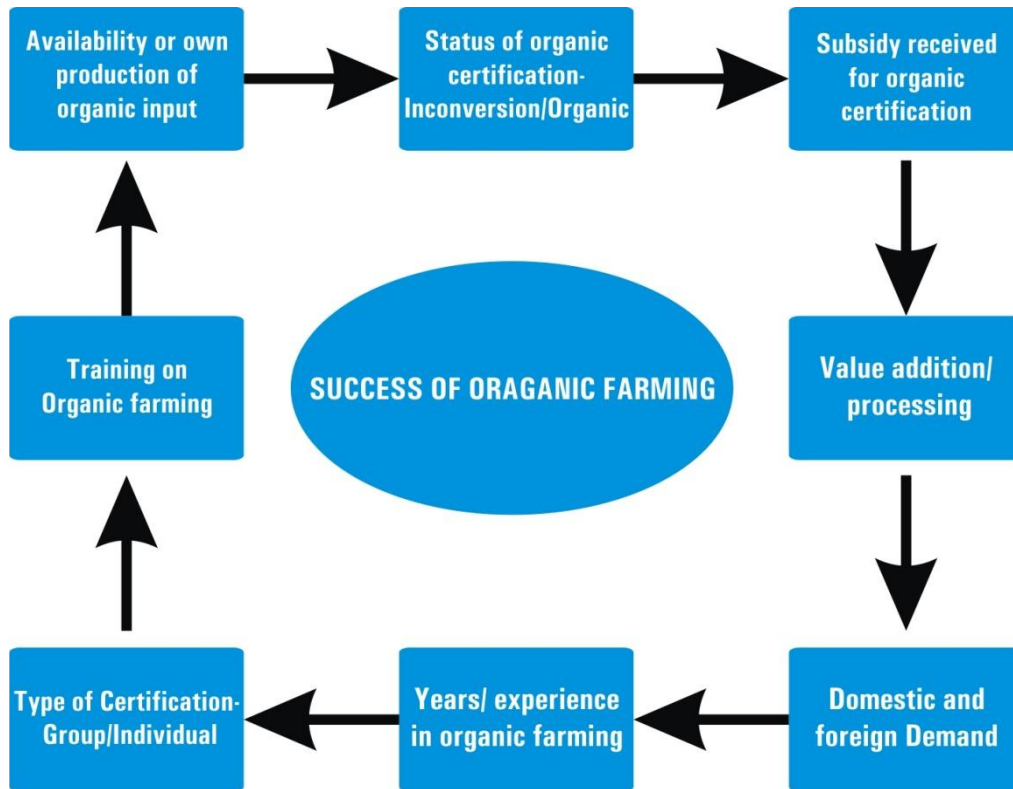 Availability or own
production of
organic input
Status of organic
certification-
Inconversion/Organic
Subsidy received
for organic
certification
Training on
Organic farming
SUCCESS OF ORAGANIC FARMING
Value addition/
processing
Type of Certification-
Group/Individual
Years/ experience
in organic farming
Domestic and
foreign Demand